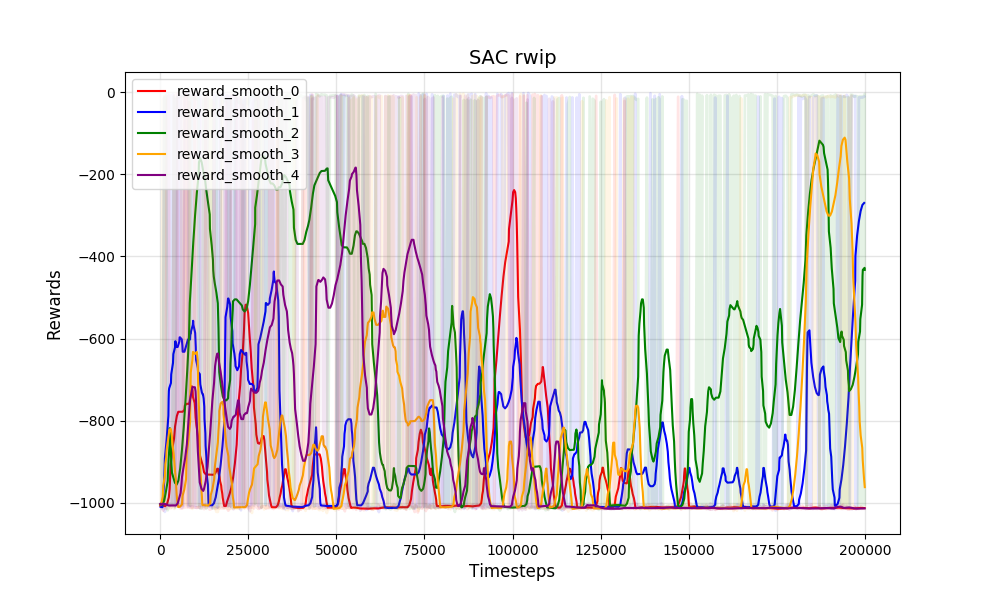 SAC rwip
reward_smooth_0
reward_smooth_1
reward_smooth_2
reward_smooth_3
reward_smooth_4
Rewards
0
−200
−400
−600
−800
−1000
0
25000
50000
75000
100000
125000
150000
175000
200000
Timesteps